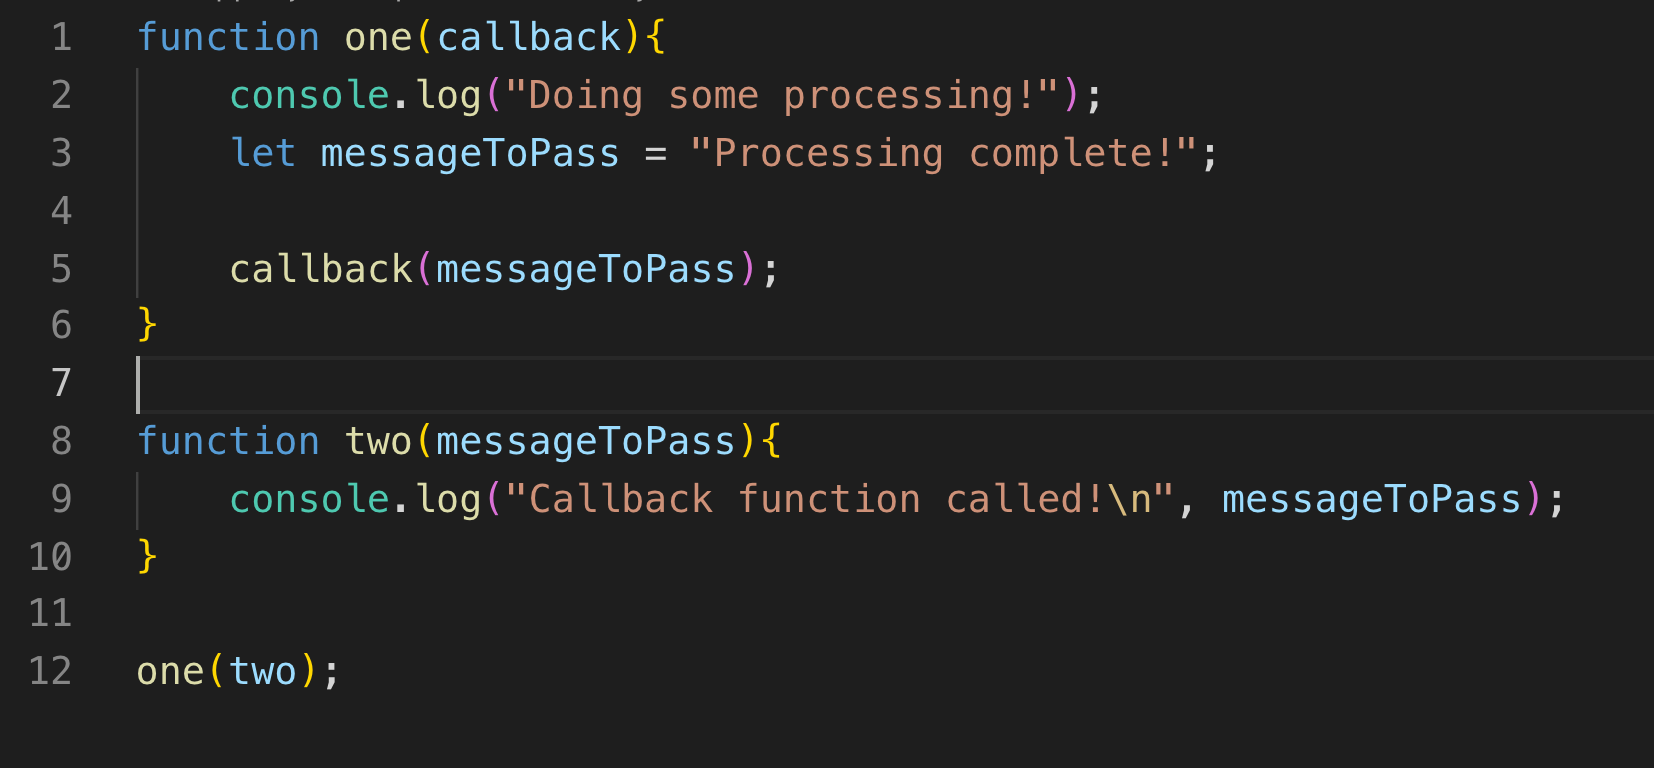 1 function one(callback){
2     console.log("Doing some processing!");
3     let messageToPass = "Processing complete!";
4
5     callback(messageToPass);
6 }
7
8 function two(messageToPass){
9     console.log("Callback function called!\n", messageToPass);
10 }
11
12 one(two);